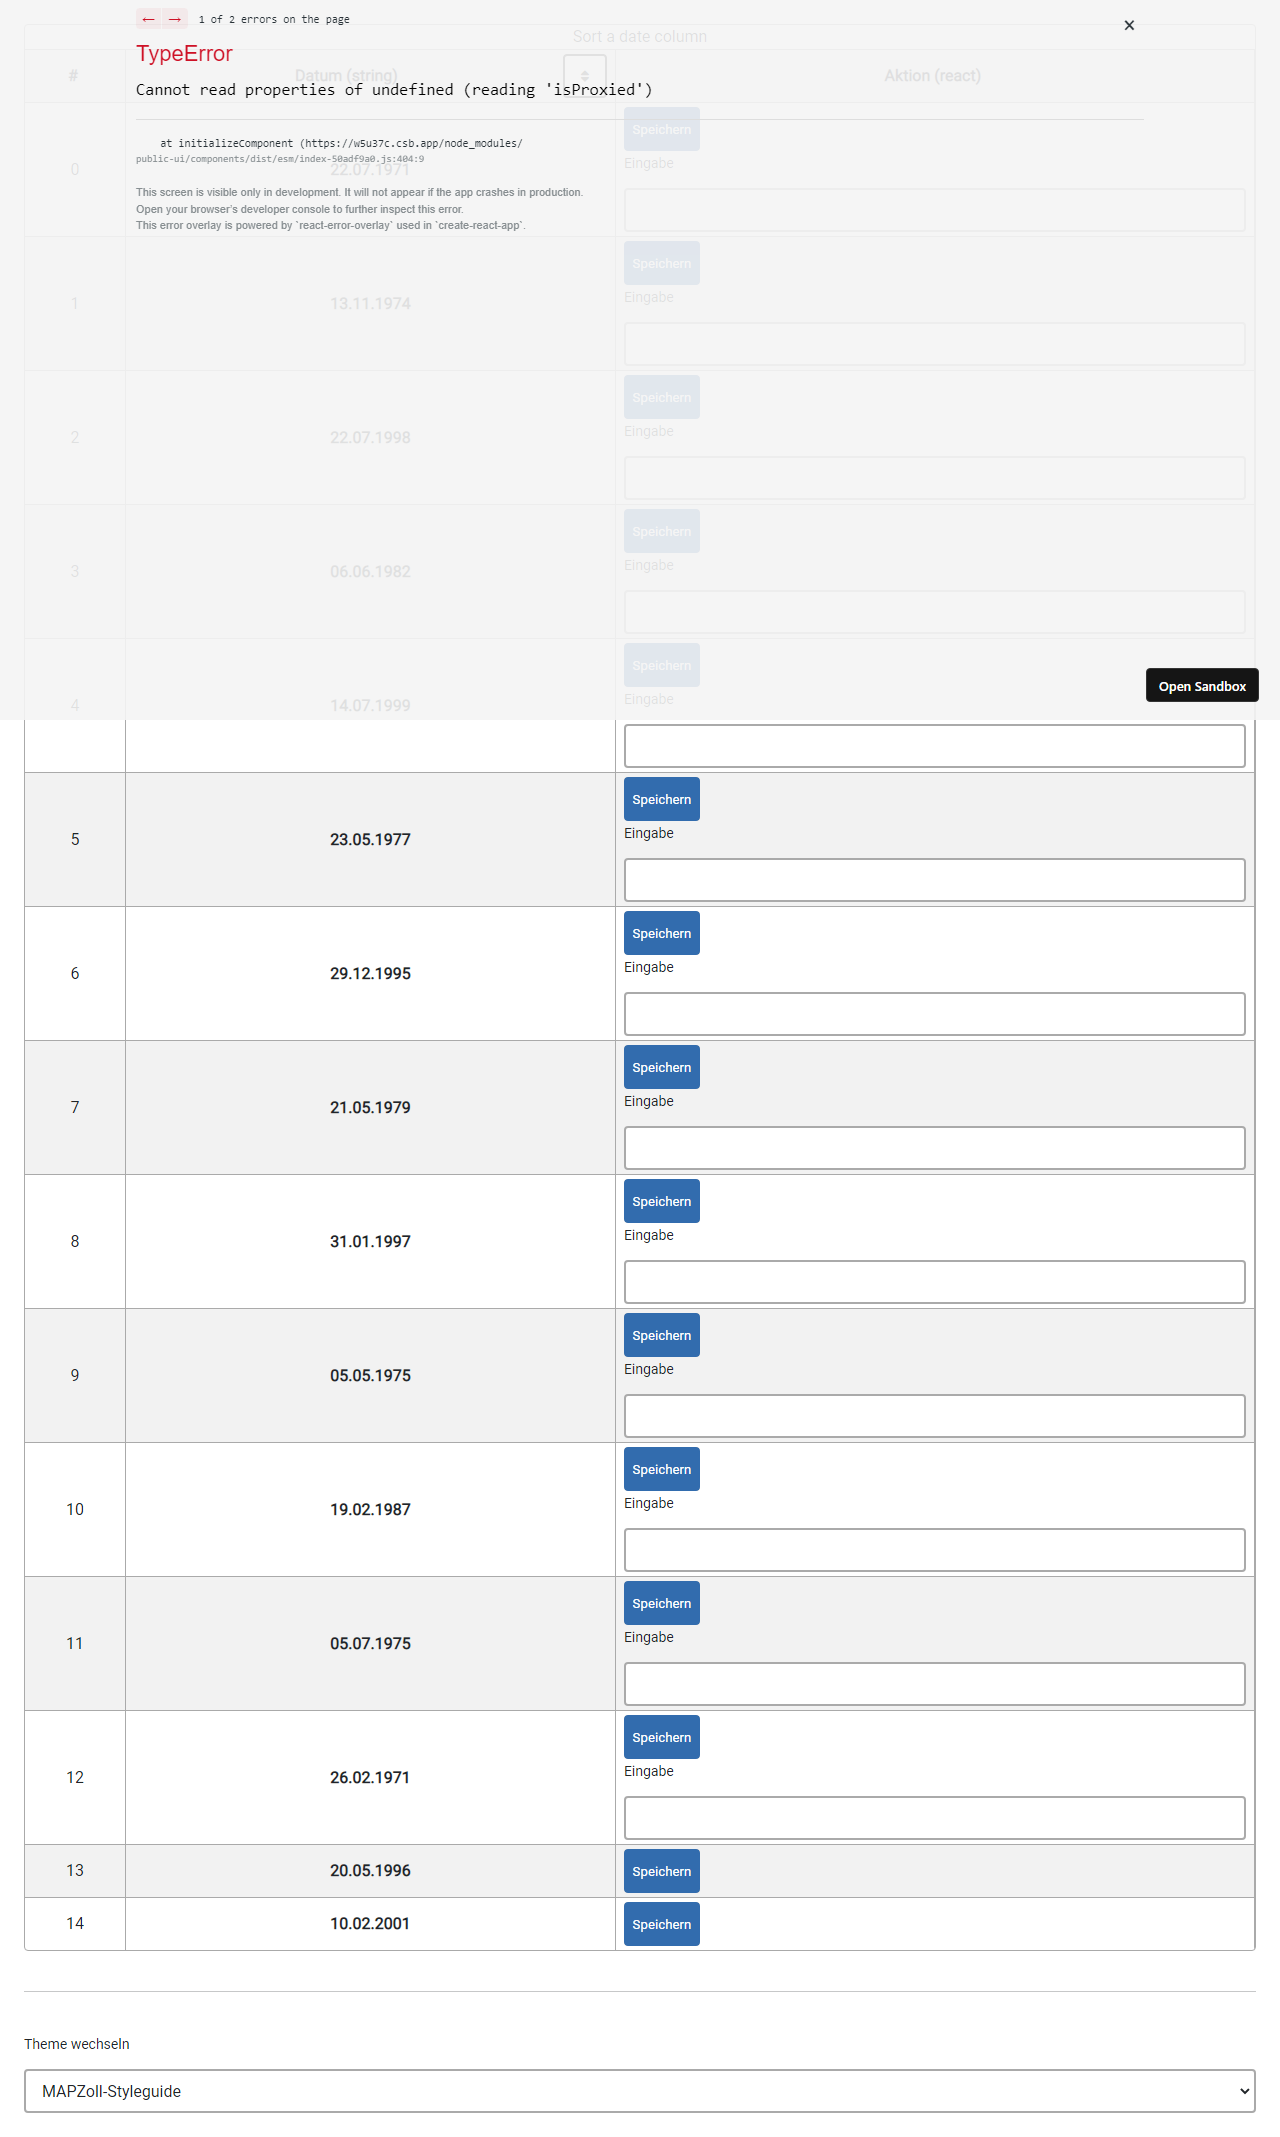 ← → 1 of 2 errors on the page ×
Sort a date column
TypeError
# Datum (string) Aktion (react)
Cannot read properties of undefined (reading 'isProxied')
Speichern
at initializeComponent (https://w5u37c.csb.app/node_modules/
public-ui/components/dist/esm/index-50adf9a0.js:404:9
Eingabe
0 22.07.1971
This screen is visible only in development. It will not appear if the app crashes in production.
Open your browser's developer console to further inspect this error.
This error overlay is powered by `react-error-overlay` used in `create-react-app`.
Speichern
Eingabe
1 13.11.1974
Speichern
Eingabe
2 22.07.1998
Speichern
Eingabe
3 06.06.1982
Speichern
Open Sandbox
Eingabe
4 14.07.1999
Speichern
Eingabe
5 23.05.1977
Speichern
Eingabe
6 29.12.1995
Speichern
Eingabe
7 21.05.1979
Speichern
Eingabe
8 31.01.1997
Speichern
Eingabe
9 05.05.1975
Speichern
Eingabe
10 19.02.1987
Speichern
Eingabe
11 05.07.1975
Speichern
Eingabe
12 26.02.1971
13 20.05.1996 Speichern
14 10.02.2001 Speichern
Theme wechseln
MAPZoll-Styleguide